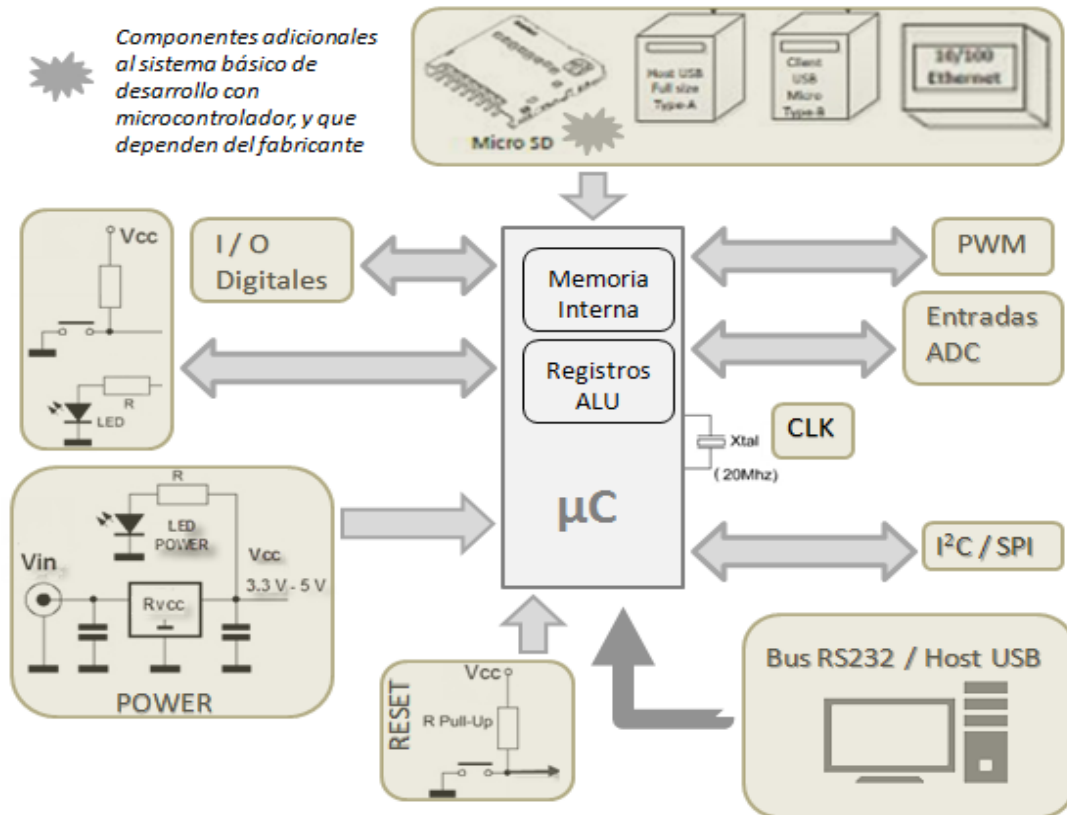 Componentes adicionales
al sistema básico de
desarrollo con
microcontrolador, y que
dependen del fabricante
Micro SD
Host USB
Full size
Type-A
Client
USB
Micro
Type-B
10/100
Ethernet
Vcc
R
LED
I / O
Digitales
Memoria
Interna
Registros
ALU
µC
PWM
Entradas
ADC
Xtal
(20Mhz)
CLK
I²C / SPI
R
LED
POWER
Vin
Vcc
3.3 V - 5 V
Rvcc
POWER
RESET
Vcc
R Pull-Up
Bus RS232 / Host USB